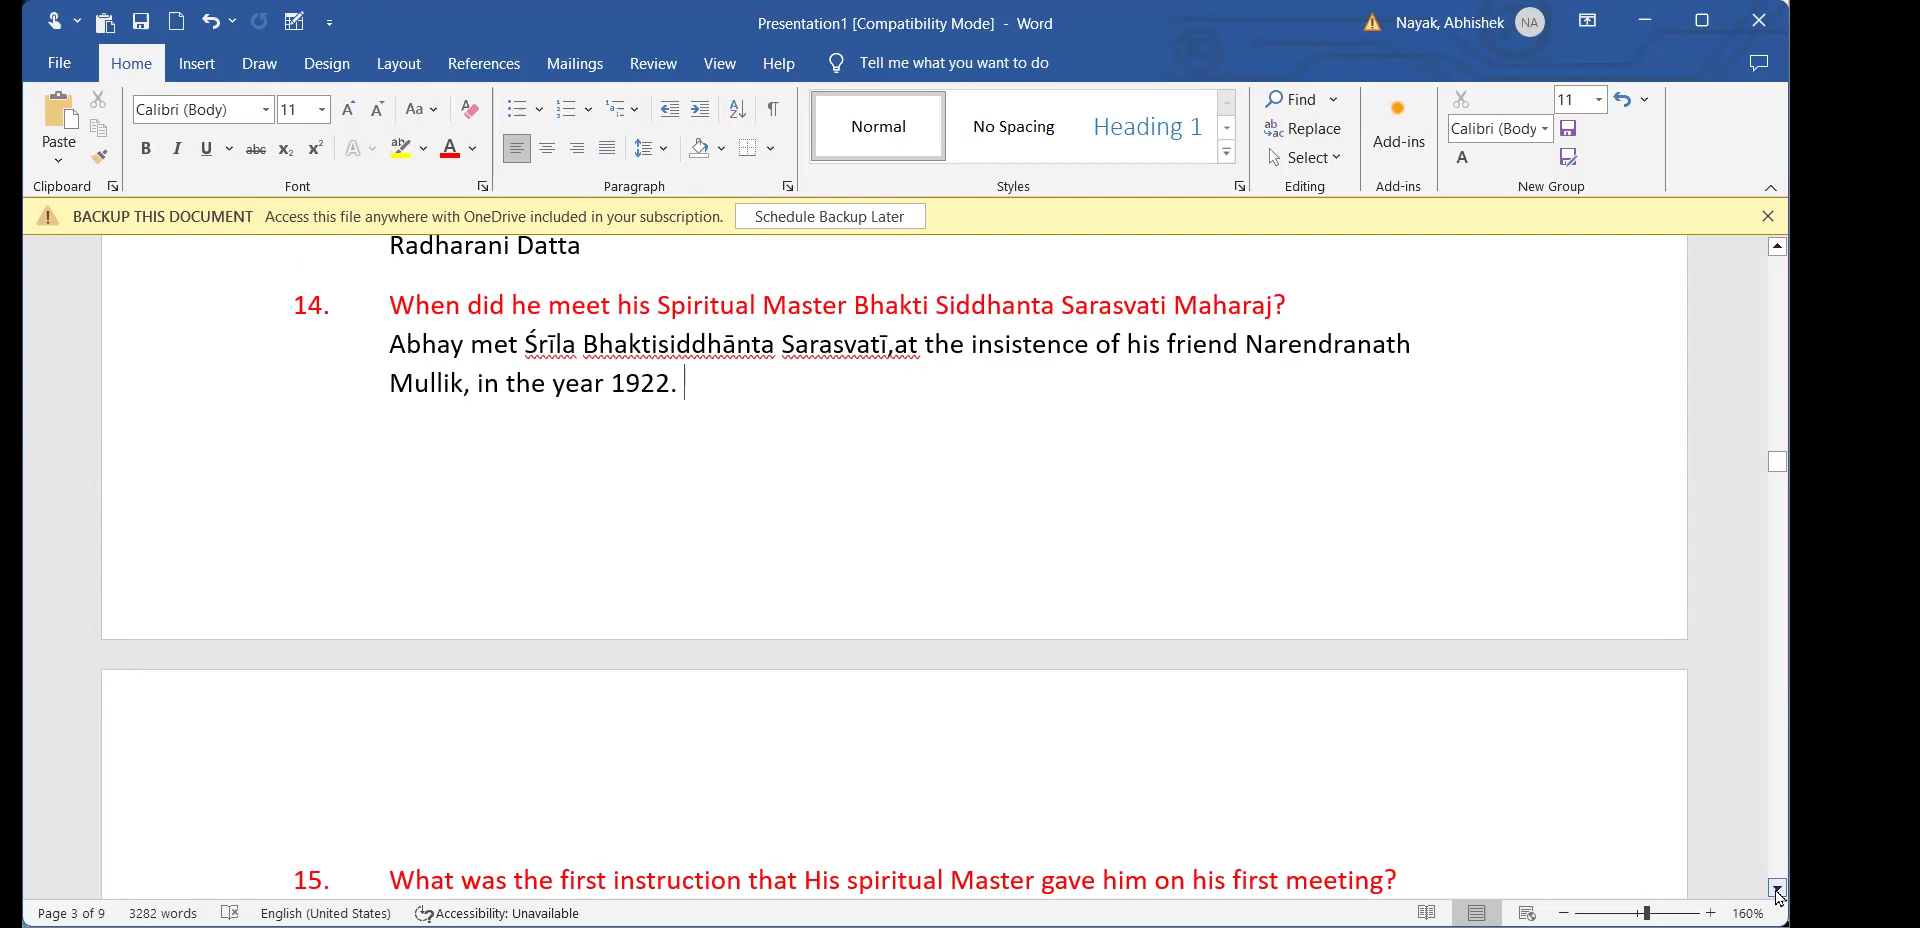 Presentation1 [Compatibility Mode] - Word
Nayak, Abhishek
NA
File
Home
Insert
Draw
Design
Layout
References
Mailings
Review
View
Help
Tell me what you want to do
Paste
Clipboard
Calibri (Body)
11
Aa
B I U abc x₂ x²
A
A
Font
Paragraph
Normal
No Spacing
Heading 1
Styles
Find
Replace
Select
Editing
Add-ins
Add-ins
11
Calibri (Body
A
New Group
BACKUP THIS DOCUMENT Access this file anywhere with OneDrive included in your subscription.
Schedule Backup Later
Radharani Datta
14. When did he meet his Spiritual Master Bhakti Siddhanta Sarasvati Maharaj?
Abhay met Śrīla Bhaktisiddhānta Sarasvatī,at the insistence of his friend Narendranath
Mullik, in the year 1922.
15. What was the first instruction that His spiritual Master gave him on his first meeting?
Page 3 of 9
3282 words
English (United States)
Accessibility: Unavailable
160%